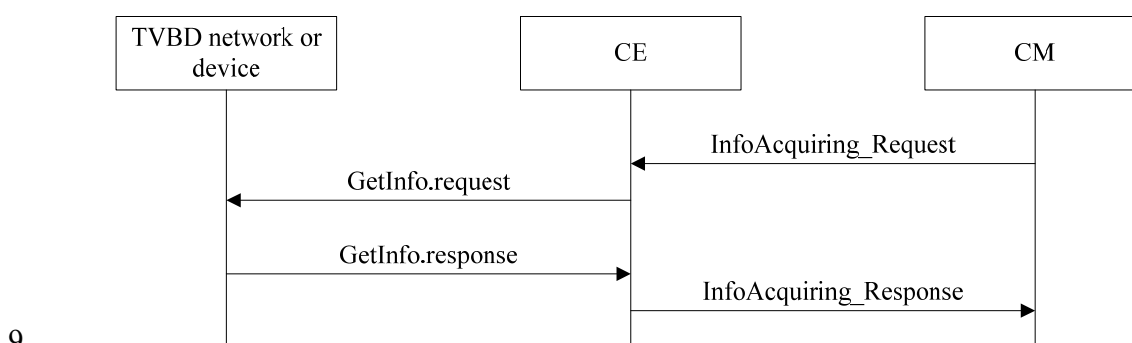 TVBD network or
device
CE
CM
InfoAcquiring_Request
GetInfo.request
GetInfo.response
InfoAcquiring_Response
9